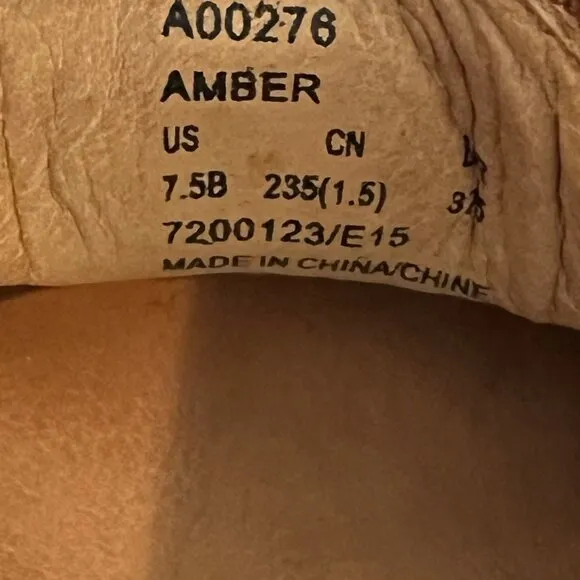 A00276
AMBER
US CN
7.5B 235(1.5)
7200123/E15
MADE IN CHINA/CHINE